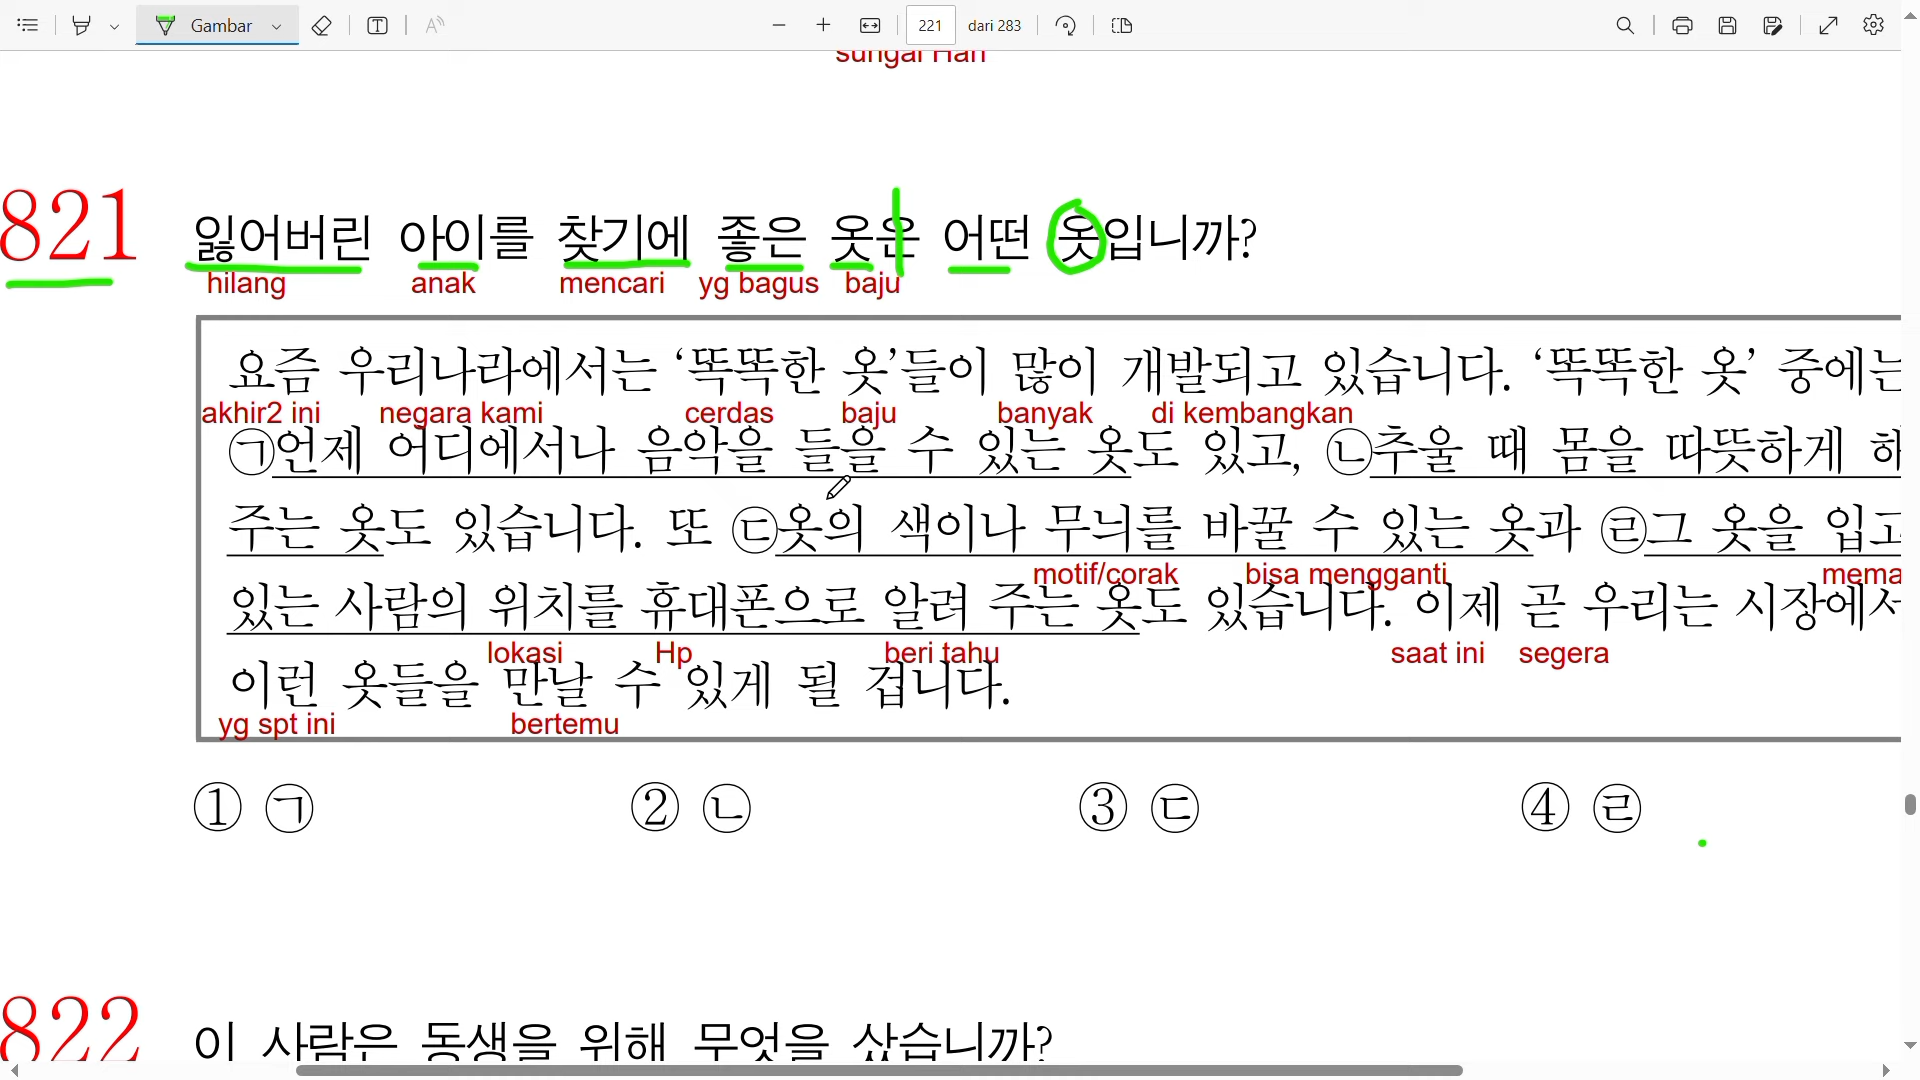 Gambar
221 dari 283
sungai Han
821 잃어버린 아이를 찾기에 좋은 옷은 어떤 옷입니까?
hilang anak mencari yg bagus baju
요즘 우리나라에서는 ‘똑똑한 옷’들이 많이 개발되고 있습니다. ‘똑똑한 옷’ 중에는
akhir2 ini negara kami cerdas baju banyak di kembangkan
㉠언제 어디에서나 음악을 들을 수 있는 옷도 있고, ㉡추울 때 몸을 따뜻하게 해
주는 옷도 있습니다. 또 ㉢옷의 색이나 무늬를 바꿀 수 있는 옷과 ㉣그 옷을 입고
motif/corak bisa mengganti mema
있는 사람의 위치를 휴대폰으로 알려 주는 옷도 있습니다. 이제 곧 우리는 시장에서
lokasi Hp beri tahu saat ini segera
이런 옷들을 만날 수 있게 될 겁니다.
yg spt ini bertemu
① ㉠ ② ㉡ ③ ㉢ ④ ㉣
822 이 사람은 동생을 위해 무엇을 샀습니까?